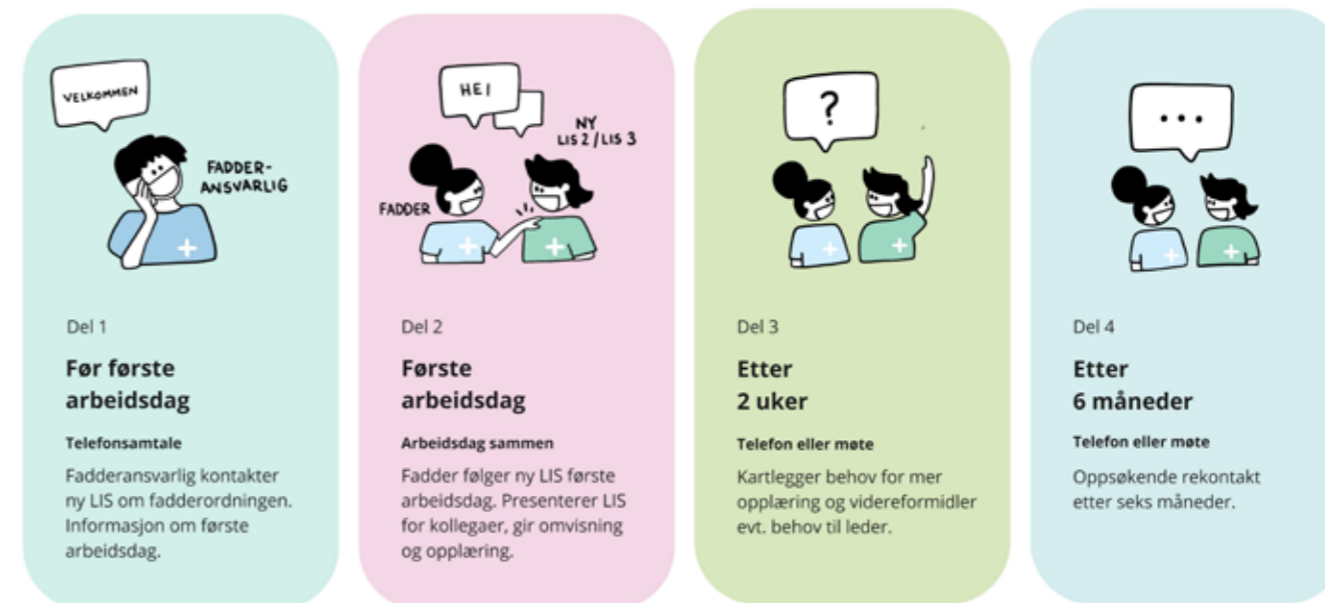 VELKOMMEN
FADDER-
ANSVARLIG
Del 1
Før første
arbeidsdag
Telefonsamtale
Fadderansvarlig kontakter
ny LIS om fadderordningen.
Informasjon om første
arbeidsdag.
HEI
NY
LIS 2 / LIS 3
FADDER
Del 2
Første
arbeidsdag
Arbeidsdag sammen
Fadder følger ny LIS første
arbeidsdag. Presenterer LIS
for kollegaer, gir omvisning
og opplæring.
?
Del 3
Etter
2 uker
Telefon eller møte
Kartlegger behov for mer
opplæring og videreformidler
evt. behov til leder.
...
Del 4
Etter
6 måneder
Telefon eller møte
Oppsøkende rekontakt
etter seks måneder.